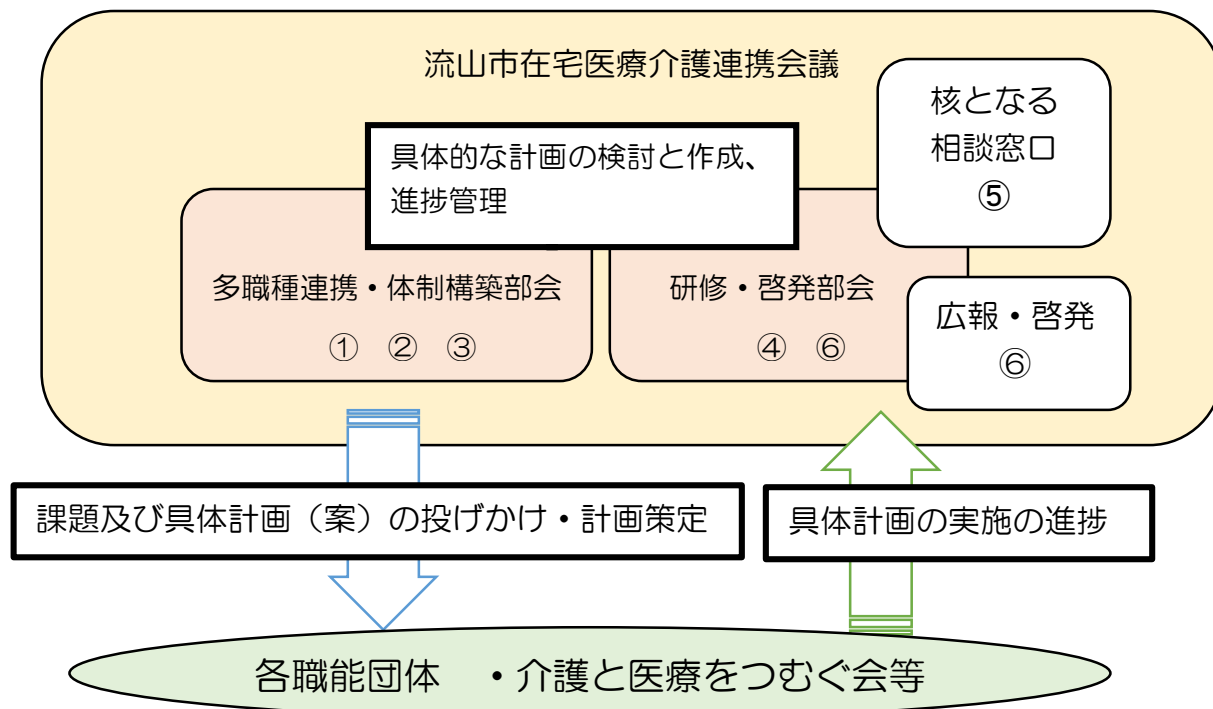 流山市在宅医療介護連携会議
核となる
相談窓口
⑤
具体的な計画の検討と作成、
進捗管理
多職種連携・体制構築部会
① ② ③
研修・啓発部会
④ ⑥
広報・啓発
⑥
課題及び具体計画（案）の投げかけ・計画策定
具体計画の実施の進捗
各職能団体　・介護と医療をつむぐ会等